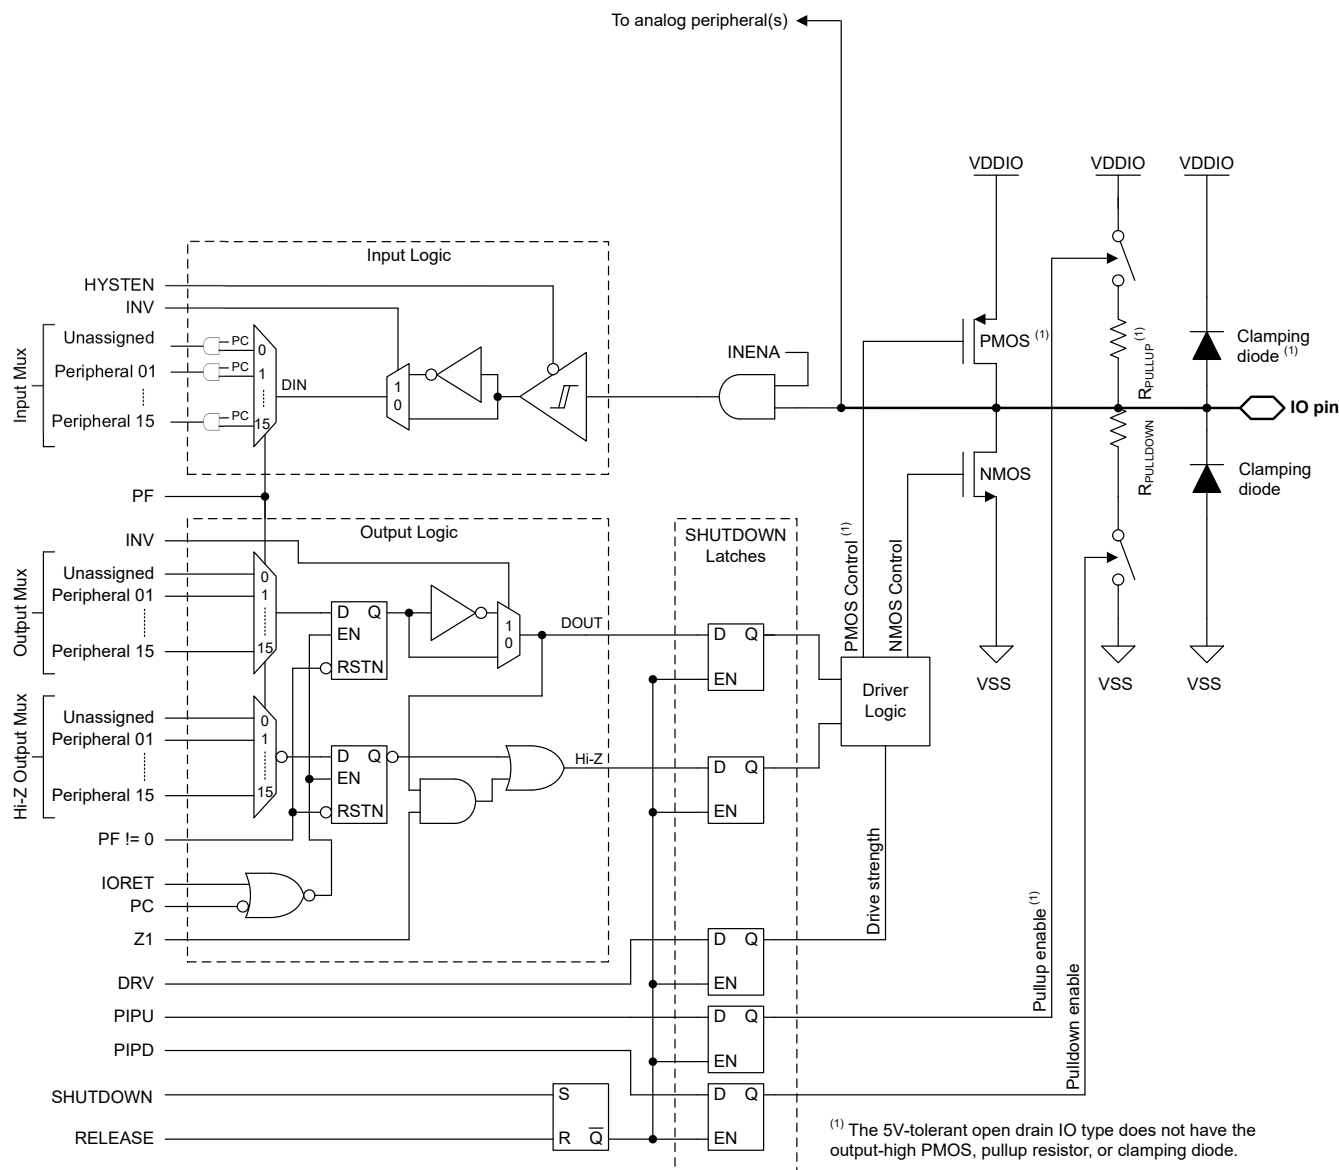 To analog peripheral(s)
VDDIO
VDDIO
VDDIO
Input Logic
HYSTEN
INV
Input Mux
Unassigned
Peripheral 01
Peripheral 15
PC
PC
PC
0
1
15
DIN
1
0
INENA
PMOS (1)
RPULLUP (1)
Clamping
diode (1)
IO pin
RPULLDOWN
NMOS
Clamping
diode
PF
Output Logic
INV
SHUTDOWN
Latches
PMOS Control (1)
NMOS Control
Output Mux
Unassigned
Peripheral 01
Peripheral 15
0
1
15
D Q
EN
RSTN
1
0
DOUT
D Q
EN
Driver
Logic
VSS
VSS
VSS
Hi-Z Output Mux
Unassigned
Peripheral 01
Peripheral 15
0
1
15
D Q
EN
RSTN
Hi-Z
D Q
EN
PF != 0
IORET
PC
Z1
Drive strength
DRV
D Q
EN
Pullup enable (1)
PIPU
D Q
EN
Pulldown enable
PIPD
SHUTDOWN
S
D Q
RELEASE
R Q̅
EN
(1) The 5V-tolerant open drain IO type does not have the
output-high PMOS, pullup resistor, or clamping diode.